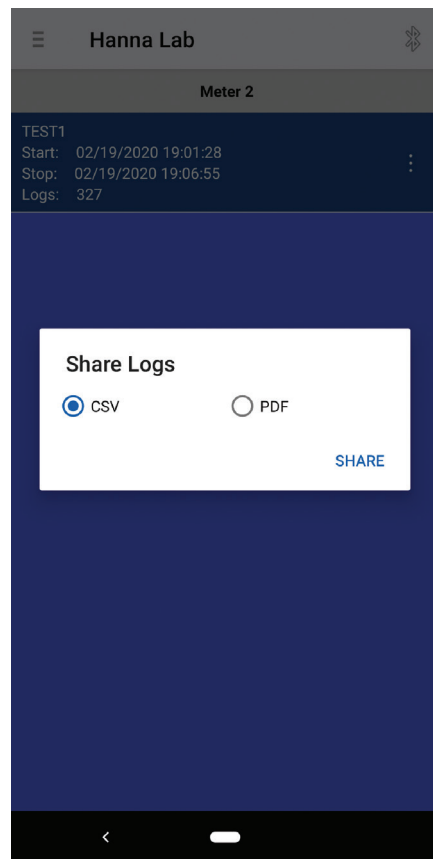 Hanna Lab
Meter 2
TEST1
Start: 02/19/2020 19:01:28
Stop: 02/19/2020 19:06:55
Logs: 327
Share Logs
CSV PDF
SHARE